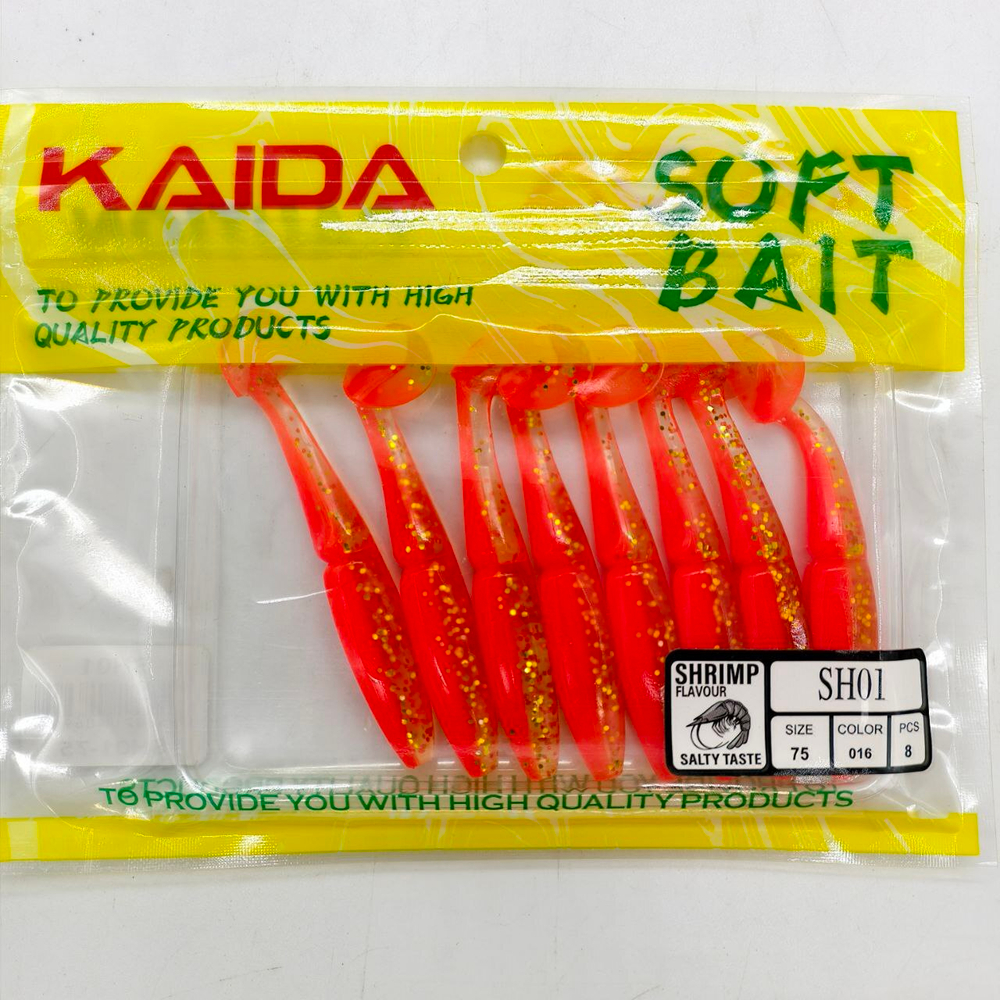 KAIDA
SOFT
BAIT
TO PROVIDE YOU WITH HIGH
QUALITY PRODUCTS
SHRIMP
FLAVOUR
SALTY TASTE
SH01
SIZE
75
COLOR
016
PCS
8
TO PROVIDE YOU WITH HIGH QUALITY PRODUCTS